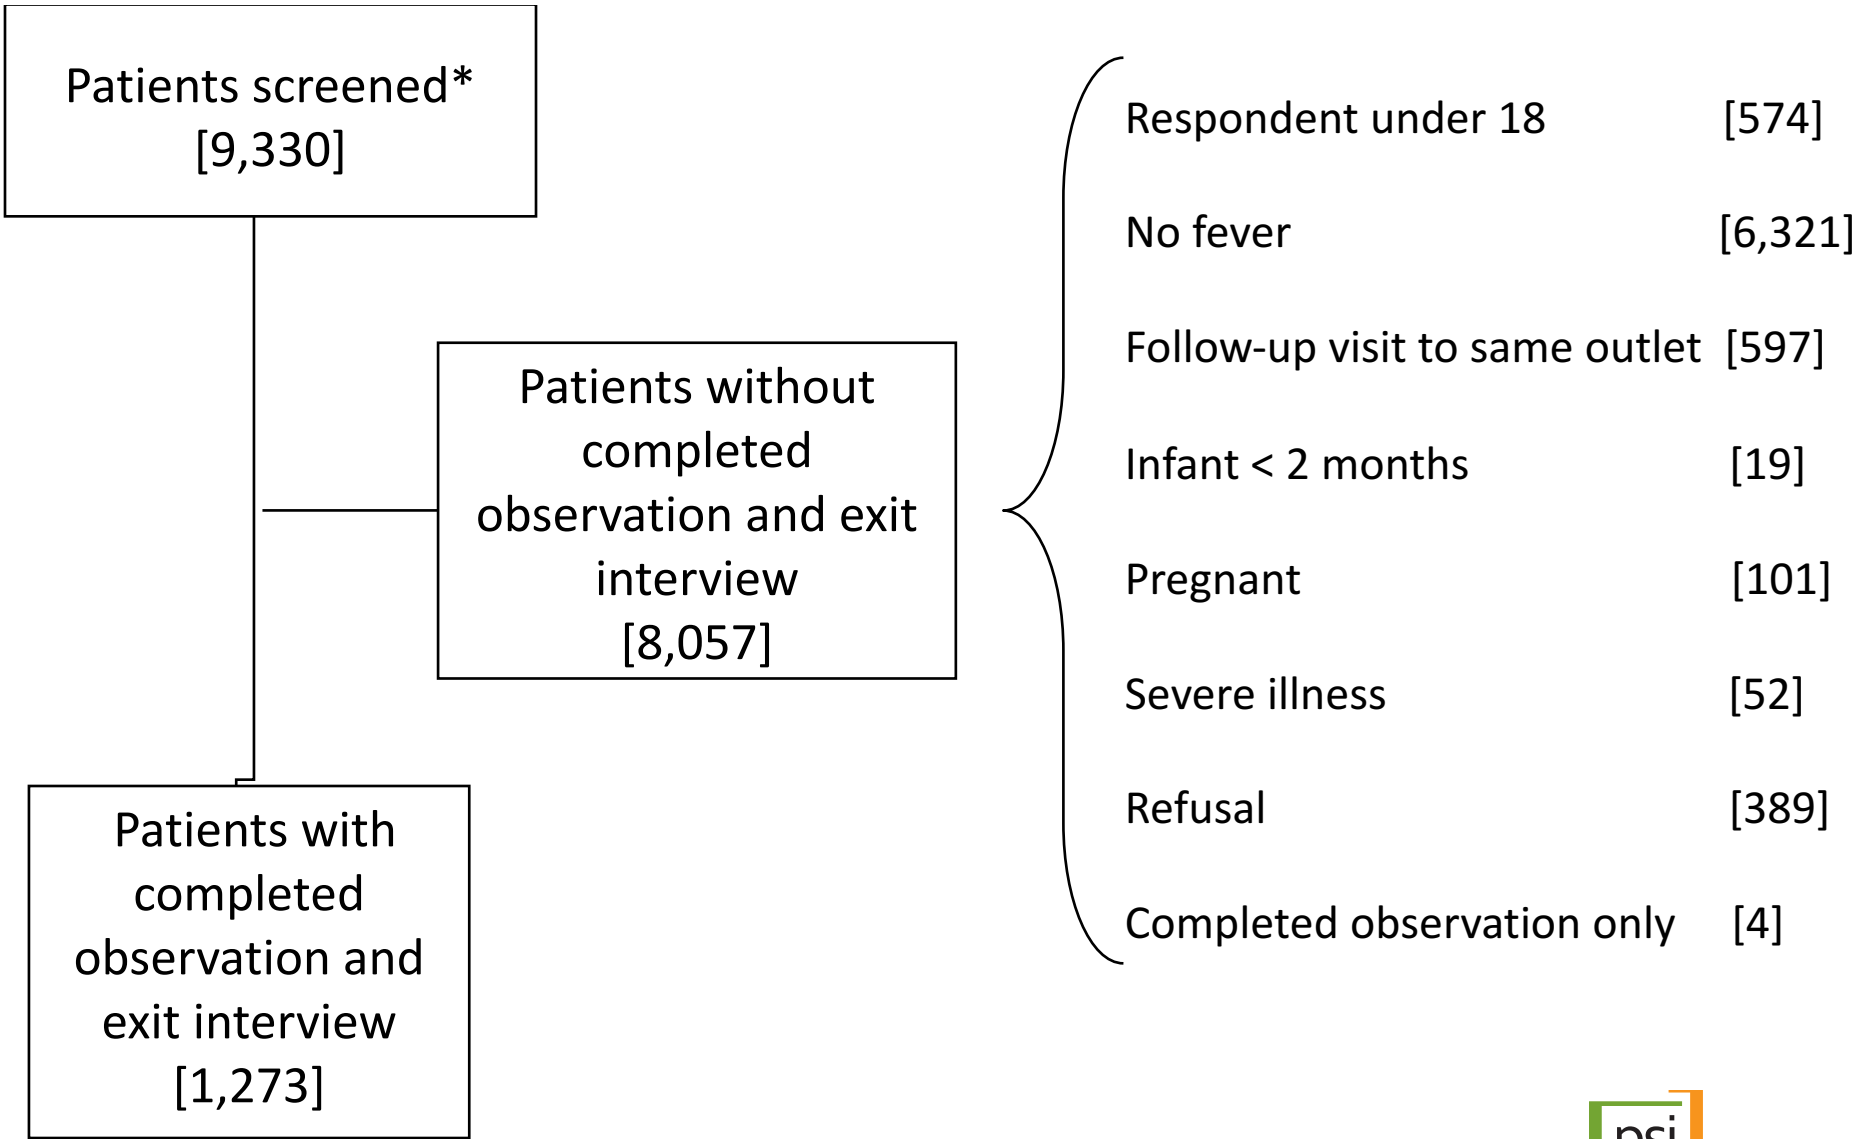 Patients screened*
[9,330]
Patients without
completed
observation and exit
interview
[8,057]
Patients with
completed
observation and
exit interview
[1,273]
Respondent under 18 [574]
No fever [6,321]
Follow-up visit to same outlet [597]
Infant < 2 months [19]
Pregnant [101]
Severe illness [52]
Refusal [389]
Completed observation only [4]
psi